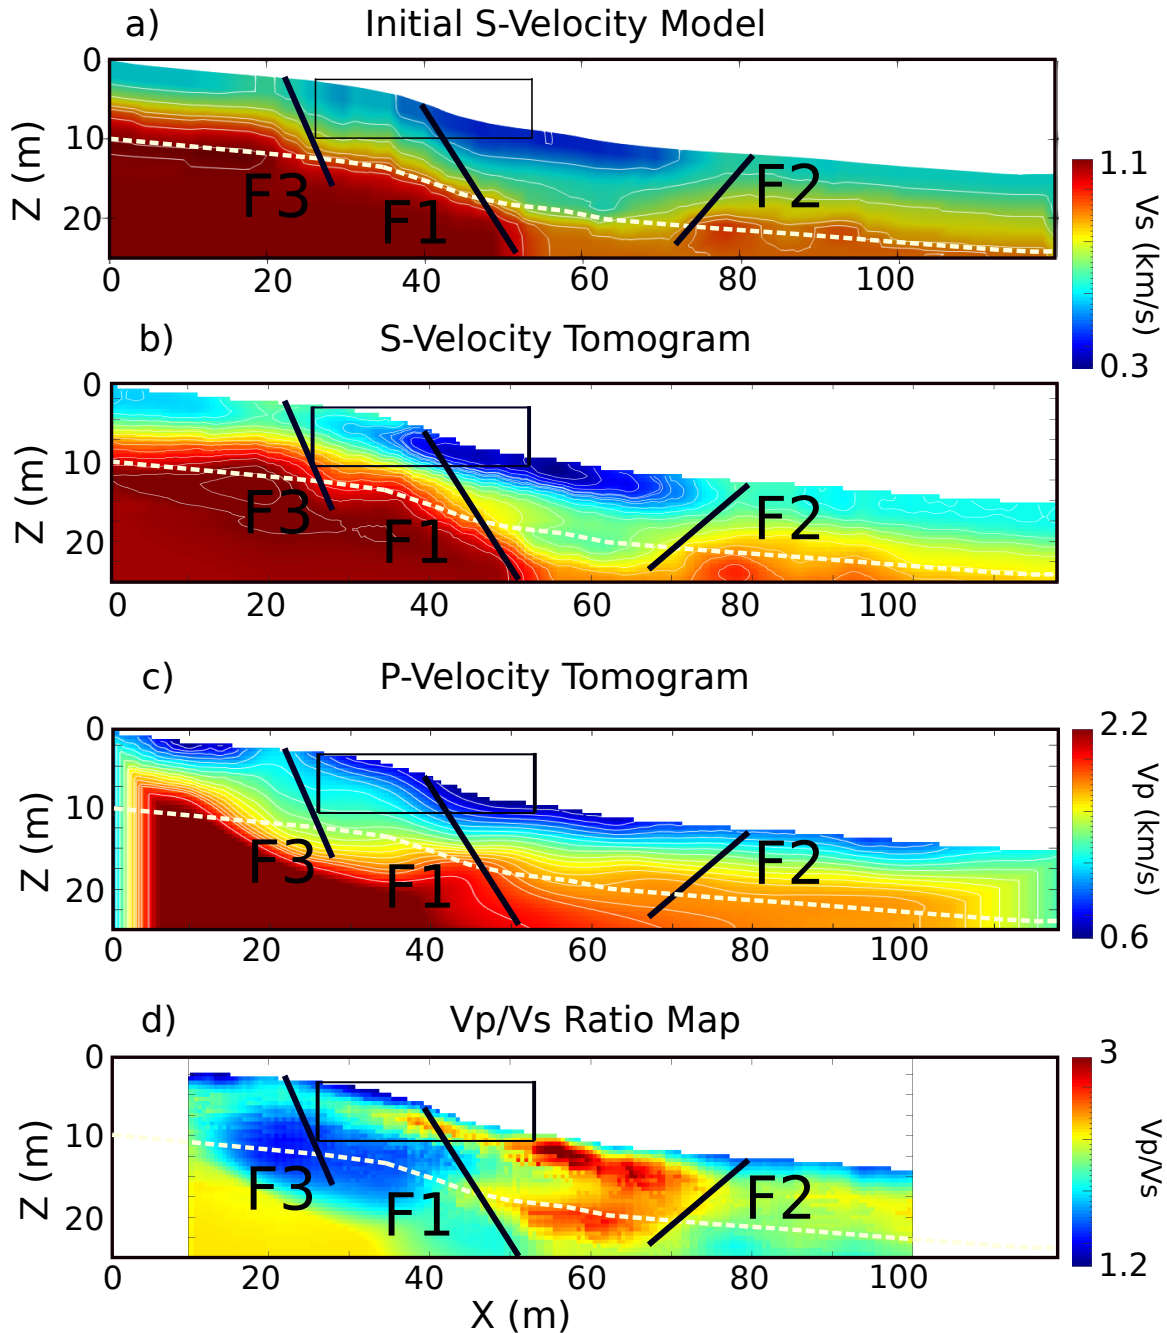 a) Initial S-Velocity Model
0
10
20
Z (m)
F3
F1
F2
0 20 40 60 80 100
1.1
Vs (km/s)
0.3
b) S-Velocity Tomogram
0
10
20
Z (m)
F3
F1
F2
0 20 40 60 80 100
c) P-Velocity Tomogram
0
10
20
Z (m)
F3
F1
F2
0 20 40 60 80 100
2.2
Vp (km/s)
0.6
d) Vp/Vs Ratio Map
0
10
20
Z (m)
F3
F1
F2
0 20 40 60 80 100
X (m)
3
Vp/Vs
1.2